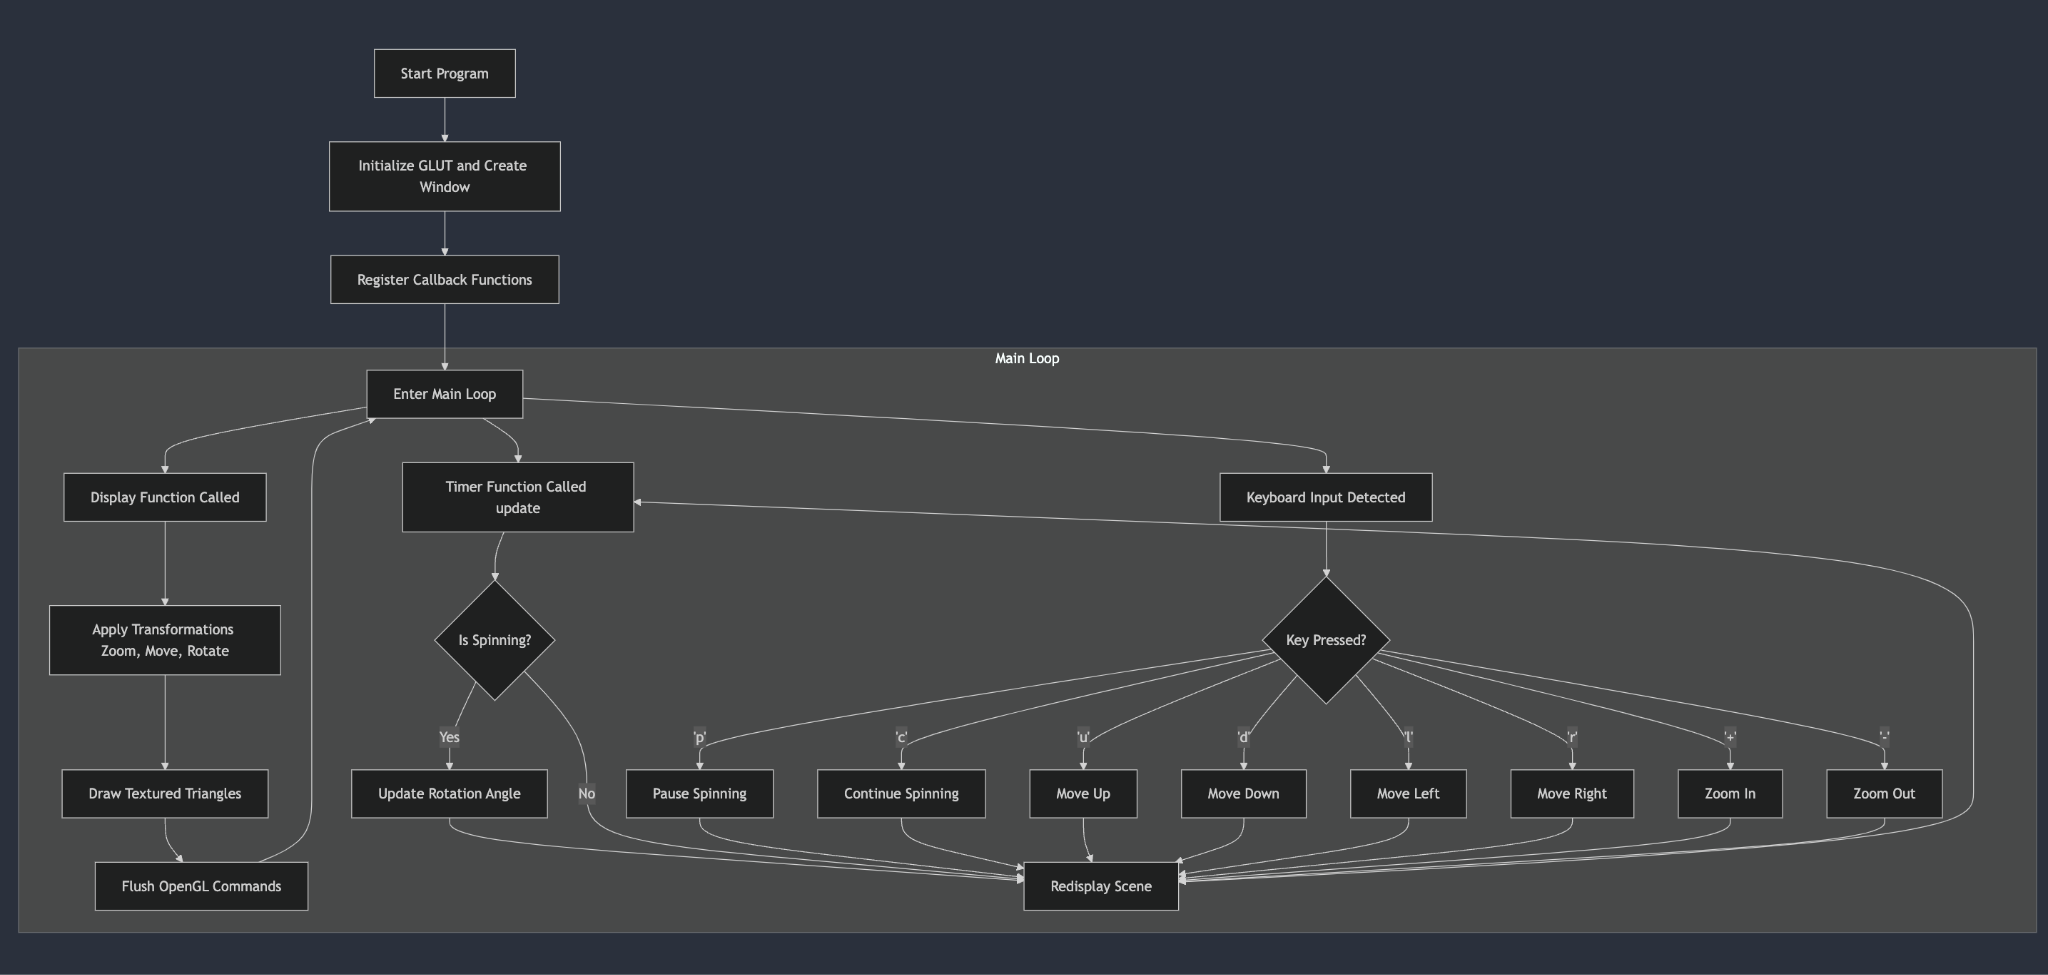 Start Program
Initialize GLUT and Create
Window
Register Callback Functions
Main Loop
Enter Main Loop
Display Function Called
Timer Function Called
update
Keyboard Input Detected
Apply Transformations
Zoom, Move, Rotate
Is Spinning?
Key Pressed?
Yes
No
'p'
'c'
'u'
'd'
'l'
'r'
'+'
'-'
Draw Textured Triangles
Update Rotation Angle
Pause Spinning
Continue Spinning
Move Up
Move Down
Move Left
Move Right
Zoom In
Zoom Out
Flush OpenGL Commands
Redisplay Scene